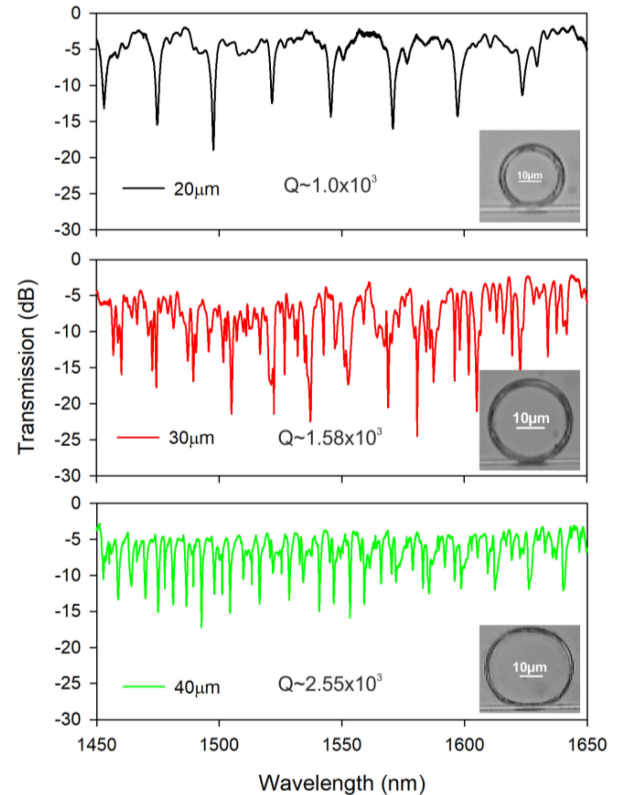 0
-5
-10
-15
-20
-25
-30
20μm
Q~1.0x10³
10μm
0
-5
-10
-15
-20
-25
-30
30μm
Q~1.58x10³
10μm
Transmission (dB)
0
-5
-10
-15
-20
-25
-30
40μm
Q~2.55x10³
10μm
1450 1500 1550 1600 1650
Wavelength (nm)